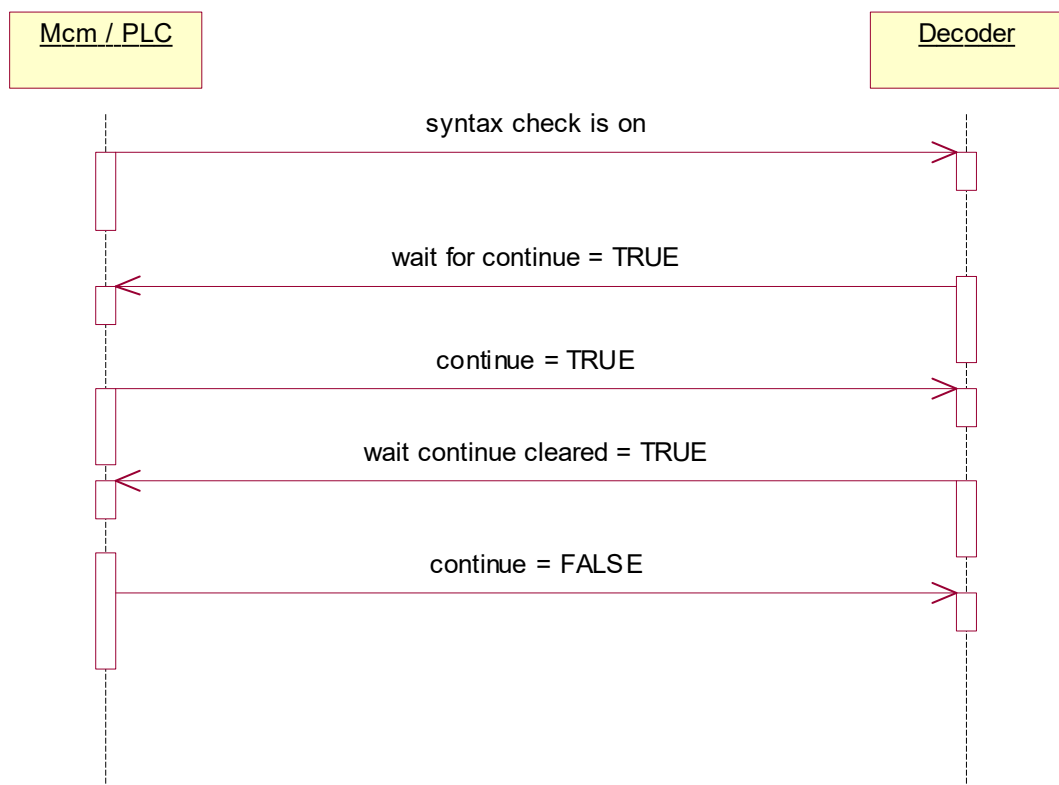 Mcm / PLC
Decoder
syntax check is on
wait for continue = TRUE
continue = TRUE
wait continue cleared = TRUE
continue = FALSE